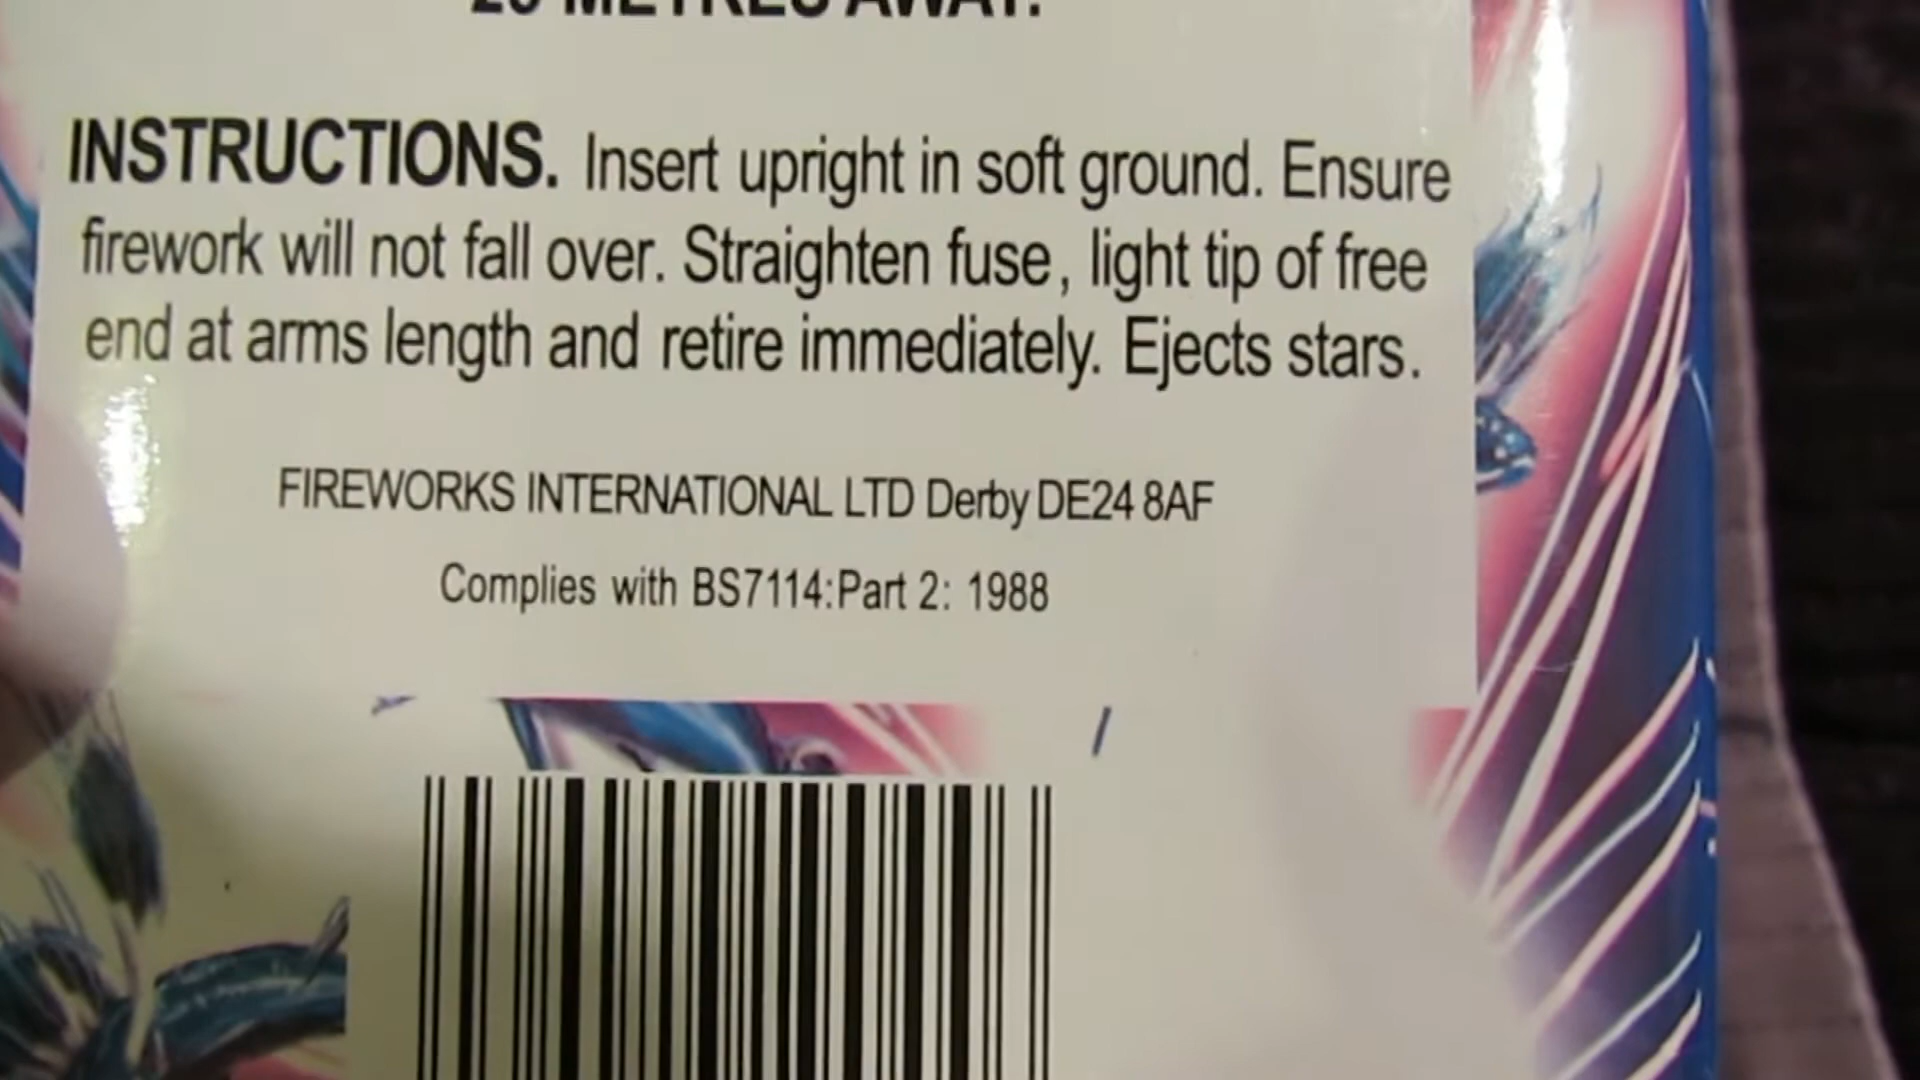 METRES AWAY.
INSTRUCTIONS. Insert upright in soft ground. Ensure
firework will not fall over. Straighten fuse, light tip of free
end at arms length and retire immediately. Ejects stars.
FIREWORKS INTERNATIONAL LTD Derby DE24 8AF
Complies with BS7114:Part 2: 1988